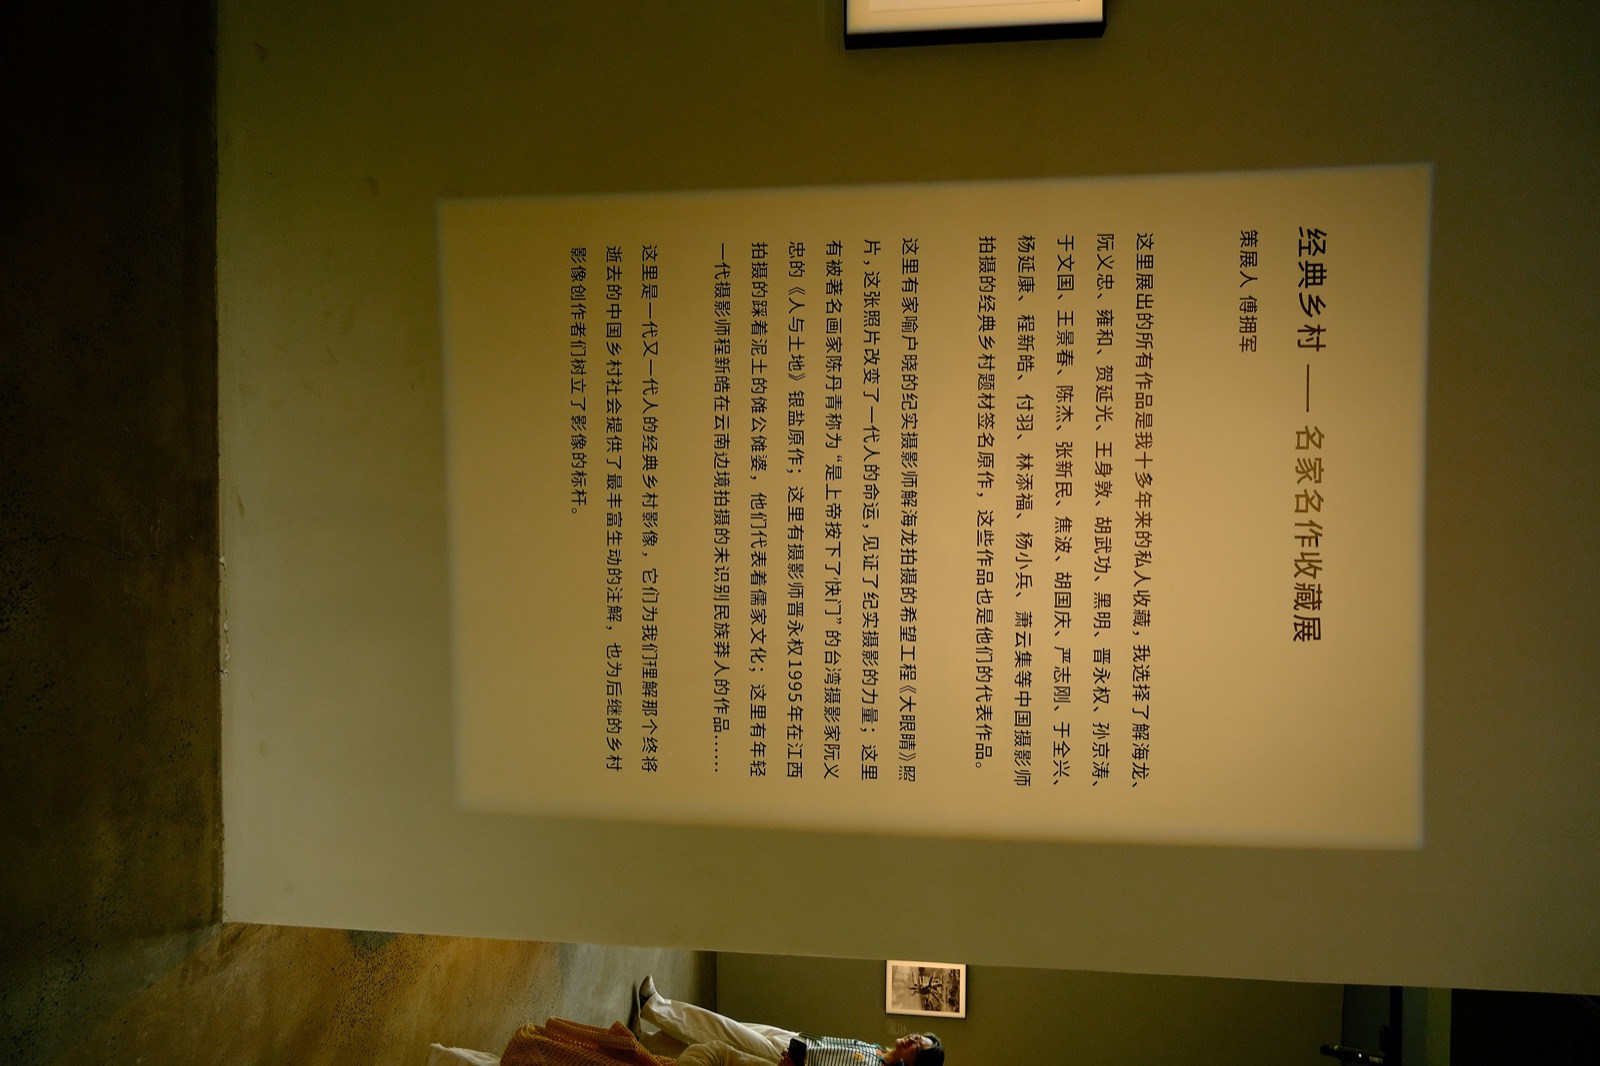 经典乡村 —— 名家名作收藏展
策展人 傅拥军
这里展出的所有作品是我十多年来的私人收藏，我选择了解海龙、
阮义忠、雍和、贺延光、王身敦、胡武功、黑明、晋永权、孙京涛、
于文国、王景春、陈杰、张新民、焦波、胡国庆、严志刚、于全兴、
杨延康、程新皓、付羽、林添福、杨小兵、萧云集等中国摄影师
拍摄的经典乡村题材签名原作，这些作品也是他们的代表作品。
这里有家喻户晓的纪实摄影师解海龙拍摄的希望工程《大眼睛》照
片，这张照片改变了一代人的命运，见证了纪实摄影的力量；这里
有被著名画家陈丹青称为“是上帝按下了快门”的台湾摄影家阮义
忠的《人与土地》银盐原作；这里有摄影师晋永权1995年在江西
拍摄的踩着泥土的傩公傩婆，他们代表着儒家文化；这里有年轻
一代摄影师程新皓在云南边境拍摄的未识别民族莽人的作品……
这里是一代又一代人的经典乡村影像，它们为我们理解那个终将
逝去的中国乡村社会提供了最丰富生动的注解，也为后继的乡村
影像创作者们树立了影像的标杆。